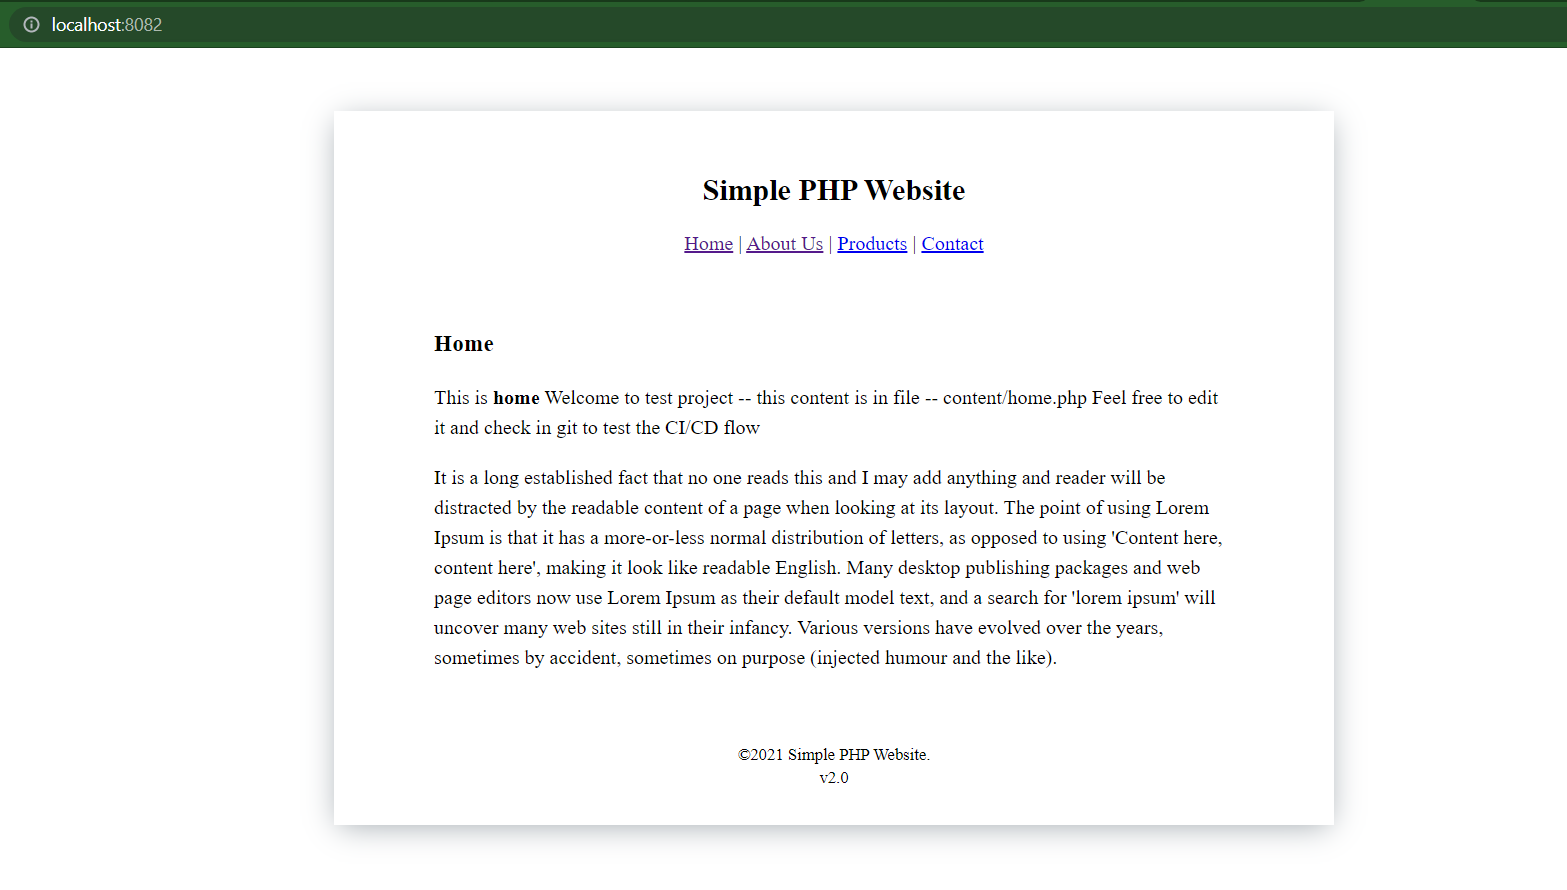 localhost:8082
Simple PHP Website
Home | About Us | Products | Contact
Home
This is home Welcome to test project -- this content is in file -- content/home.php Feel free to edit
it and check in git to test the CI/CD flow
It is a long established fact that no one reads this and I may add anything and reader will be
distracted by the readable content of a page when looking at its layout. The point of using Lorem
Ipsum is that it has a more-or-less normal distribution of letters, as opposed to using 'Content here,
content here', making it look like readable English. Many desktop publishing packages and web
page editors now use Lorem Ipsum as their default model text, and a search for 'lorem ipsum' will
uncover many web sites still in their infancy. Various versions have evolved over the years,
sometimes by accident, sometimes on purpose (injected humour and the like).
©2021 Simple PHP Website.
v2.0